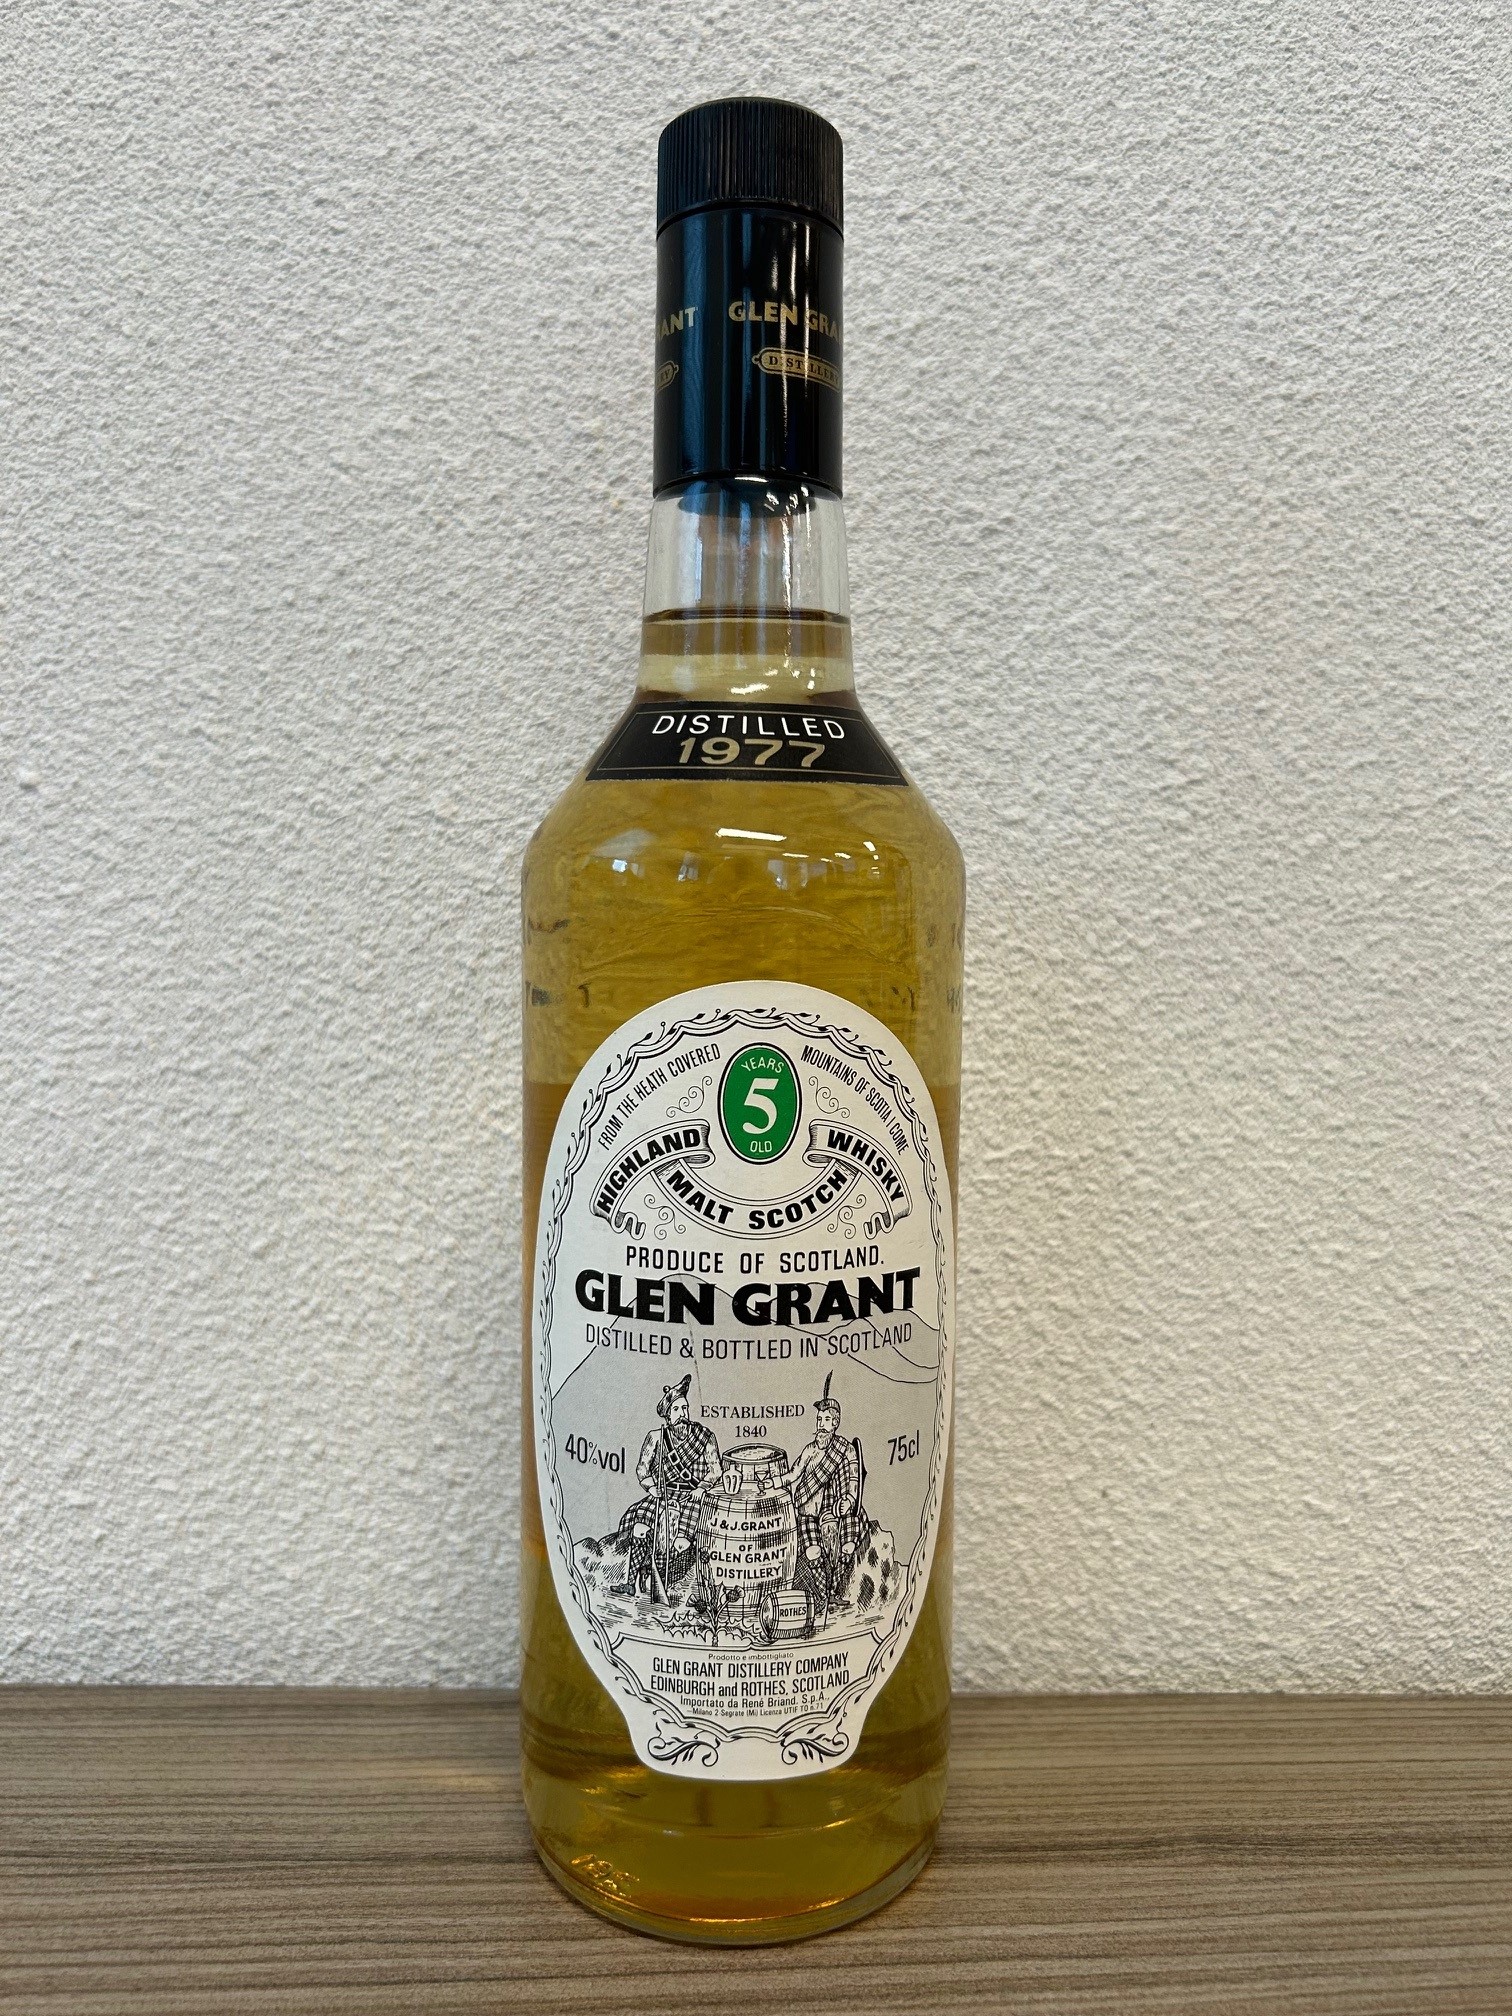 GLEN GRA
ANT
DISTILLERY
RY
DISTILLED
1977
FROM THE HEATH COVERED MOUNTAINS OF SCOTIA I COME
YEARS
5
OLD
HIGHLAND MALT SCOTCH WHISKY
PRODUCE OF SCOTLAND.
GLEN GRANT
DISTILLED & BOTTLED IN SCOTLAND
ESTABLISHED
1840
40%vol
75cl
J & J.GRANT
OF
GLEN GRANT
DISTILLERY
ROTHES
Prodotto e imbottigliato
GLEN GRANT DISTILLERY COMPANY
EDINBURGH and ROTHES, SCOTLAND
Importato da René Briand. S.p.A.
Milano 2 Segrate (Mi) Licenza UTIF TO n. 71